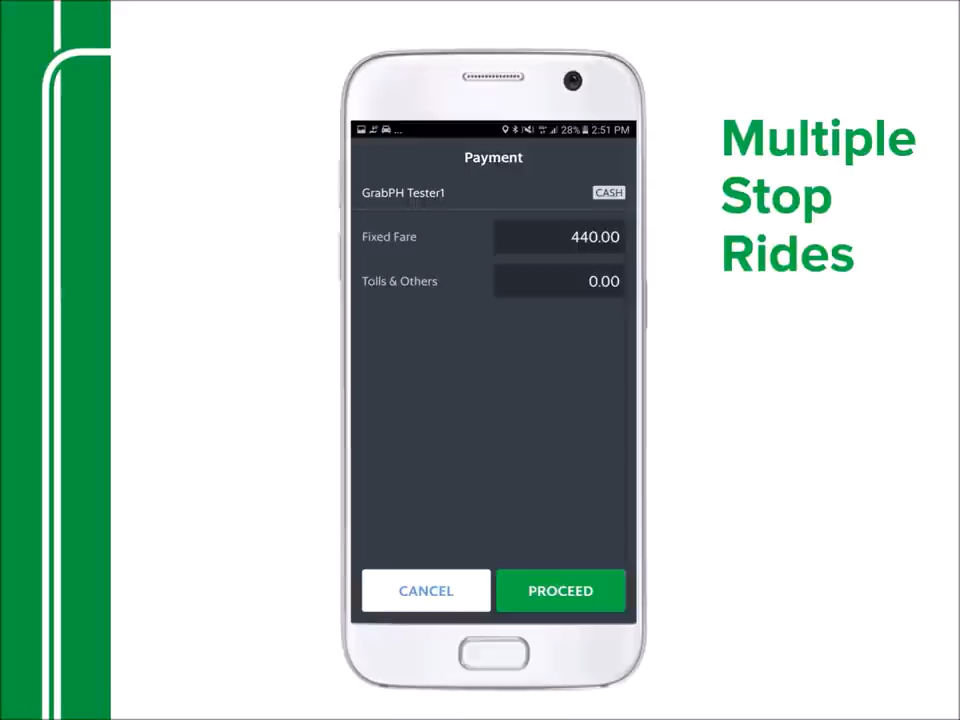 28% 2:51 PM
Payment
GrabPH Tester1 CASH
Fixed Fare 440.00
Tolls & Others 0.00
CANCEL PROCEED
Multiple
Stop
Rides